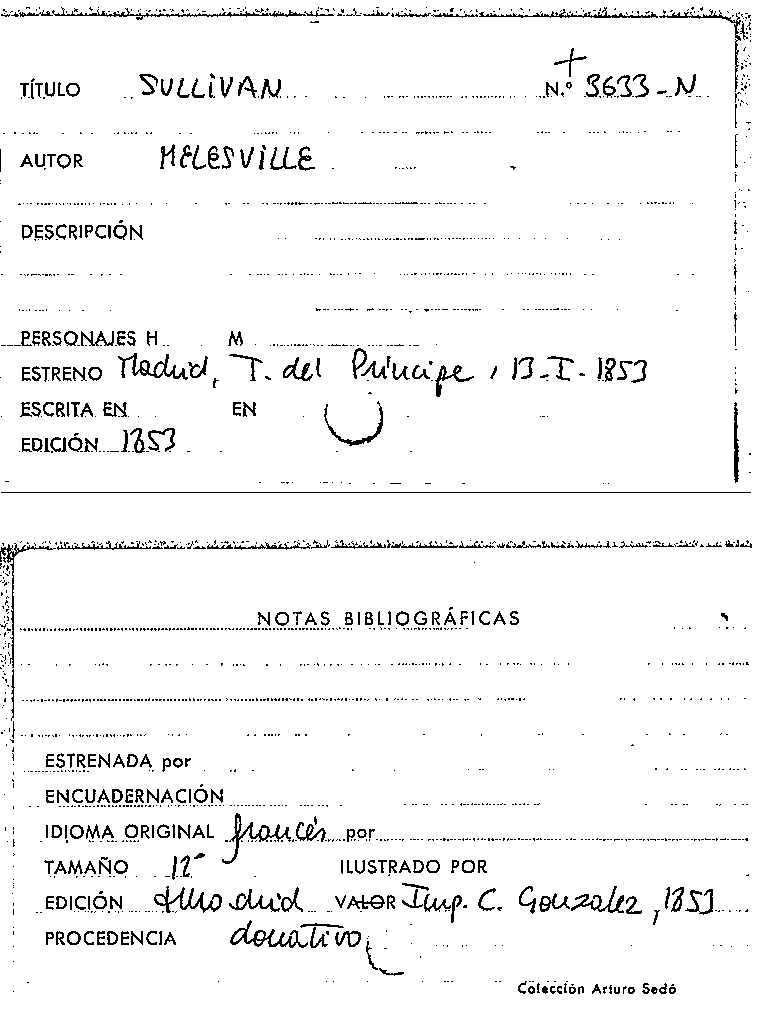 TÍTULO SULLIVAN N.º 3633-N
AUTOR MELESVILLE
DESCRIPCIÓN
PERSONAJES H M
ESTRENO Madrid, T. del Príncipe, 13-I-1853
ESCRITA EN EN
EDICIÓN 1853
NOTAS BIBLIOGRÁFICAS
ESTRENADA por
ENCUADERNACIÓN
IDIOMA ORIGINAL francés por
TAMAÑO 12º ILUSTRADO POR
EDICIÓN Madrid VALOR Imp. C. Gonzalez, 1853
PROCEDENCIA donativo
Colección Arturo Sedó